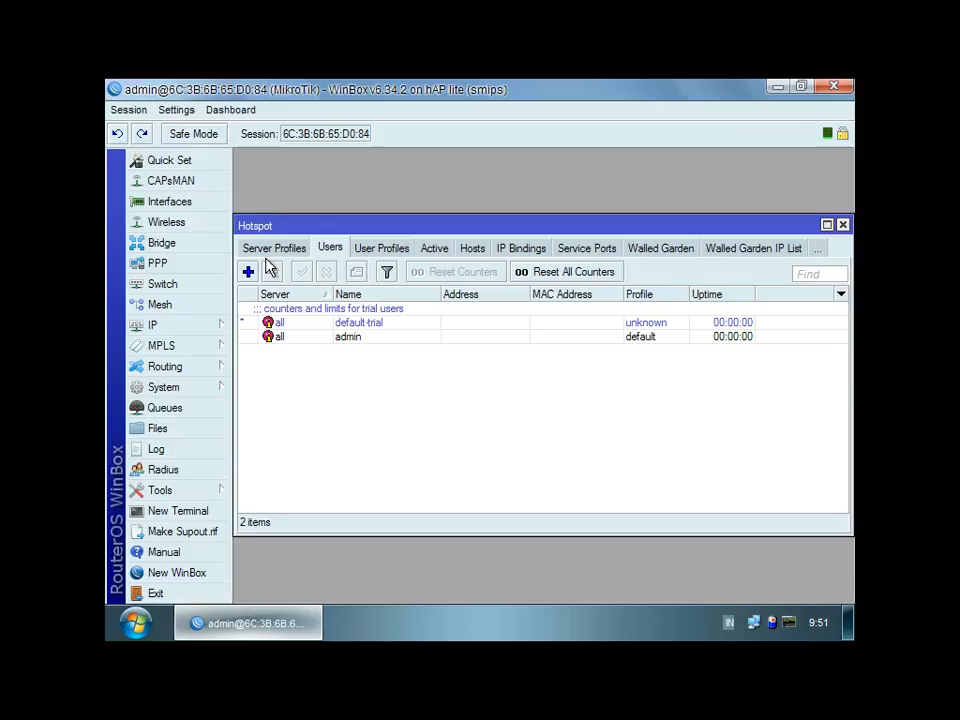 admin@6C:3B:6B:65:D0:84 (MikroTik) - WinBox v6.34.2 on hAP lite (smips)
Session Settings Dashboard
Safe Mode Session: 6C:3B:6B:65:D0:84
Quick Set
CAPsMAN
Interfaces
Wireless
Bridge
PPP
Switch
Mesh
IP
MPLS
Routing
System
Queues
Files
Log
Radius
Tools
New Terminal
Make Supout.rif
Manual
New WinBox
Exit
RouterOS WinBox
Hotspot
Server Profiles Users User Profiles Active Hosts IP Bindings Service Ports Walled Garden Walled Garden IP List ...
00 Reset Counters 00 Reset All Counters Find
Server Name Address MAC Address Profile Uptime
;;; counters and limits for trial users
* all default-trial unknown 00:00:00
all admin default 00:00:00
2 items
admin@6C:3B:6B:6... IN 9:51